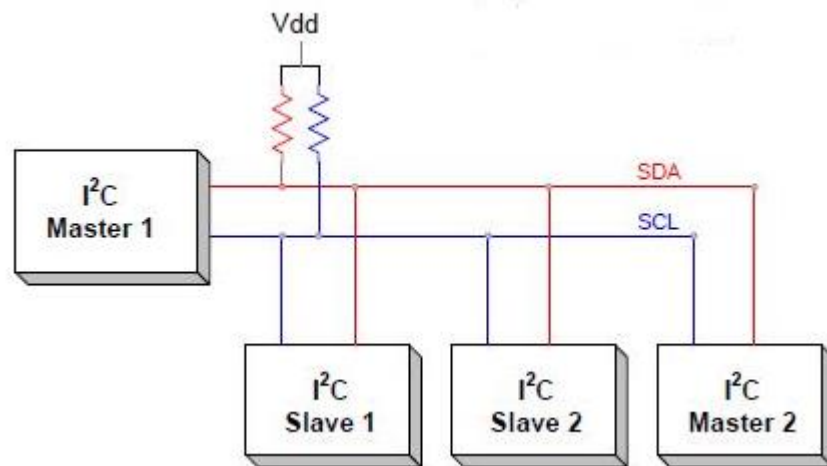 Vdd
I²C
Master 1
SDA
SCL
I²C
Slave 1
I²C
Slave 2
I²C
Master 2